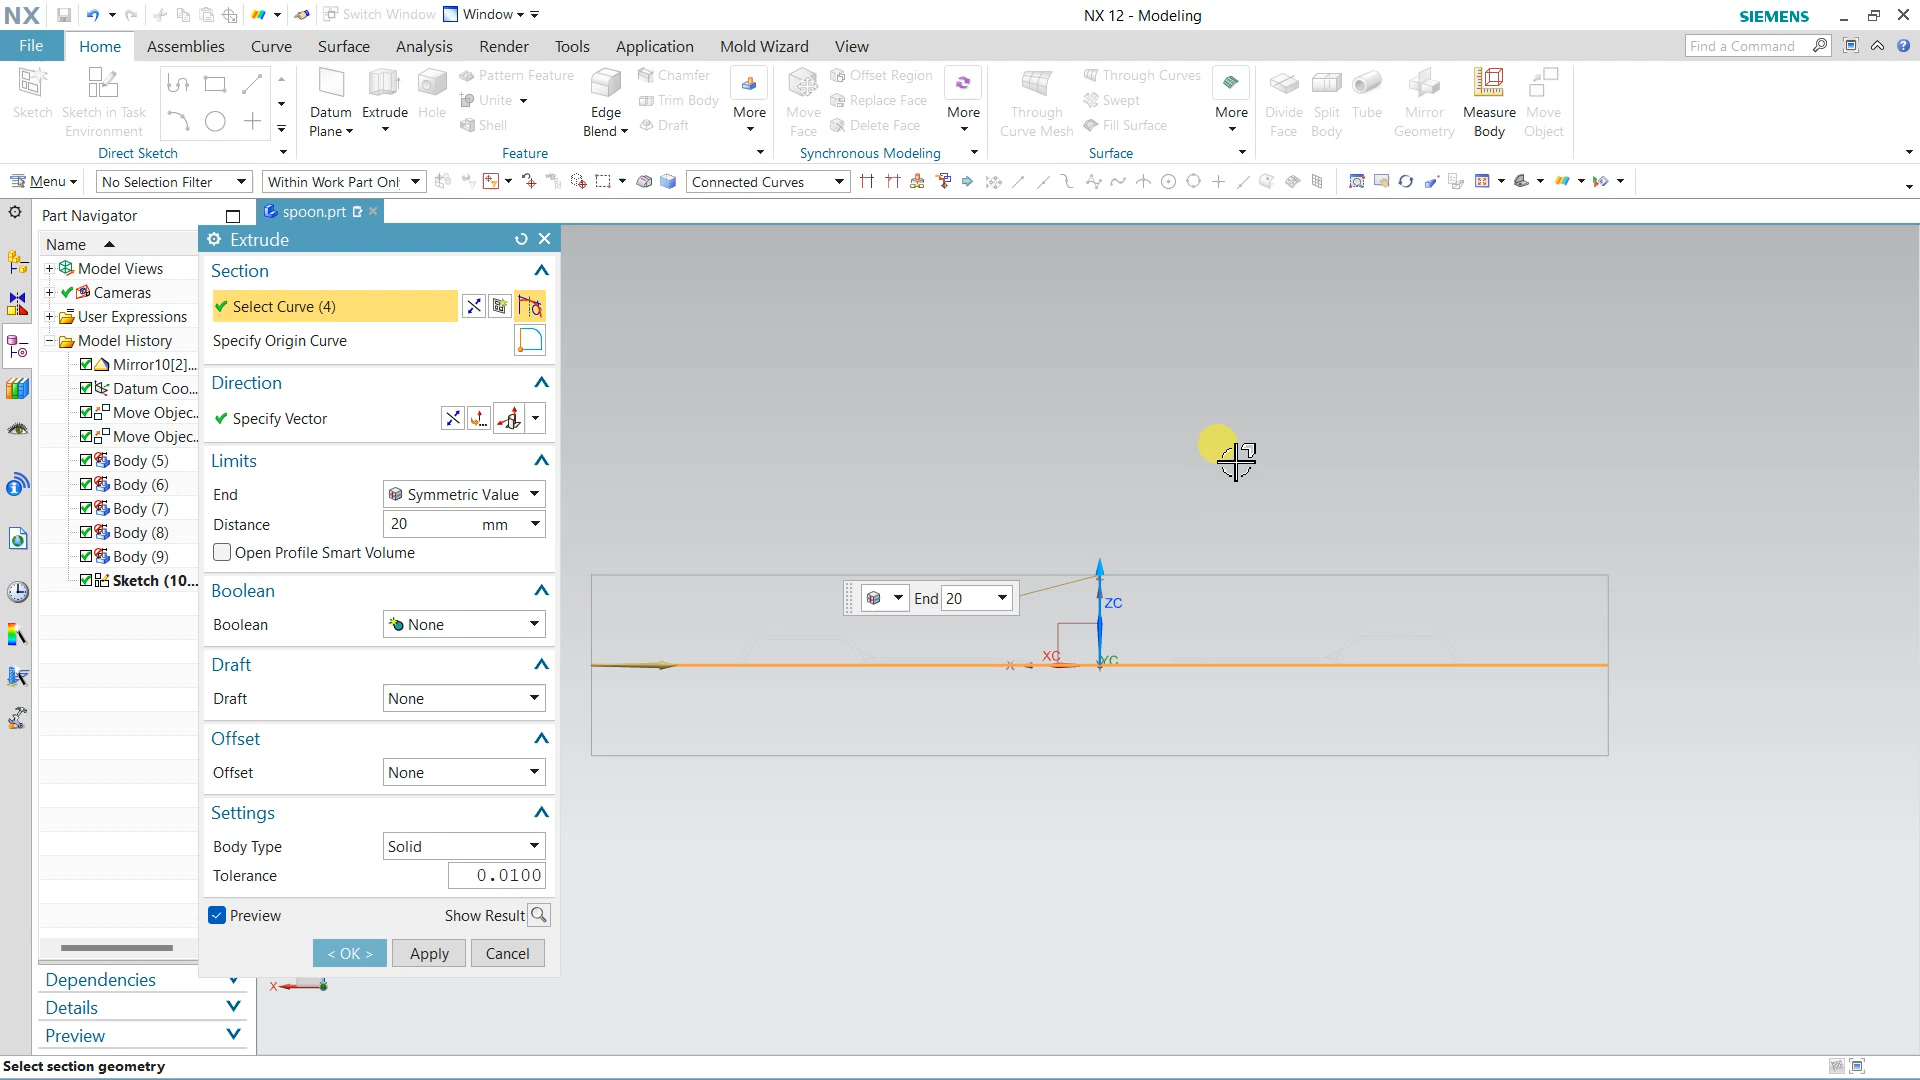 NX
Switch Window
Window
NX 12 - Modeling
SIEMENS
File
Home
Assemblies
Curve
Surface
Analysis
Render
Tools
Application
Mold Wizard
View
Find a Command
Sketch
Sketch in Task
Environment
Direct Sketch
Datum
Plane
Extrude
Hole
Pattern Feature
Unite
Shell
Edge
Blend
Chamfer
Trim Body
Draft
More
Feature
Move
Face
Offset Region
Replace Face
Delete Face
More
Synchronous Modeling
Through
Curve Mesh
Through Curves
Swept
Fill Surface
More
Surface
Divide
Face
Split
Body
Tube
Mirror
Geometry
Measure
Body
Move
Object
Menu
No Selection Filter
Within Work Part Onl
Connected Curves
Part Navigator
spoon.prt
Name
Model Views
Cameras
User Expressions
Model History
Mirror10[2]...
Datum Coo...
Move Objec...
Move Objec...
Body (5)
Body (6)
Body (7)
Body (8)
Body (9)
Sketch (10...
Dependencies
Details
Preview
Extrude
Section
Select Curve (4)
Specify Origin Curve
Direction
Specify Vector
Limits
End
Symmetric Value
Distance
20 mm
Open Profile Smart Volume
Boolean
Boolean
None
Draft
Draft
None
Offset
Offset
None
Settings
Body Type
Solid
Tolerance
0.0100
Preview
Show Result
< OK >
Apply
Cancel
End 20
ZC
XC
YC
X
X
Select section geometry